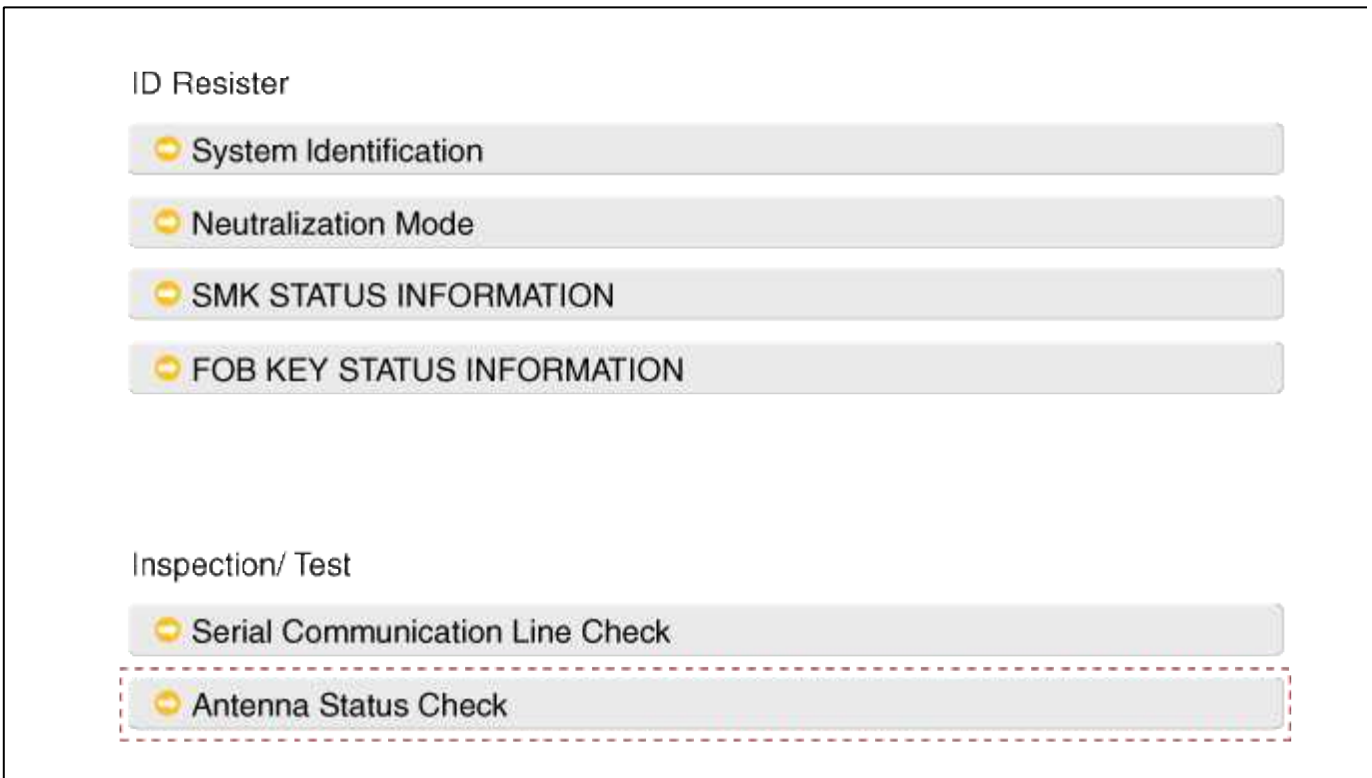 ID Resister
System Identification
Neutralization Mode
SMK STATUS INFORMATION
FOB KEY STATUS INFORMATION
Inspection/ Test
Serial Communication Line Check
Antenna Status Check